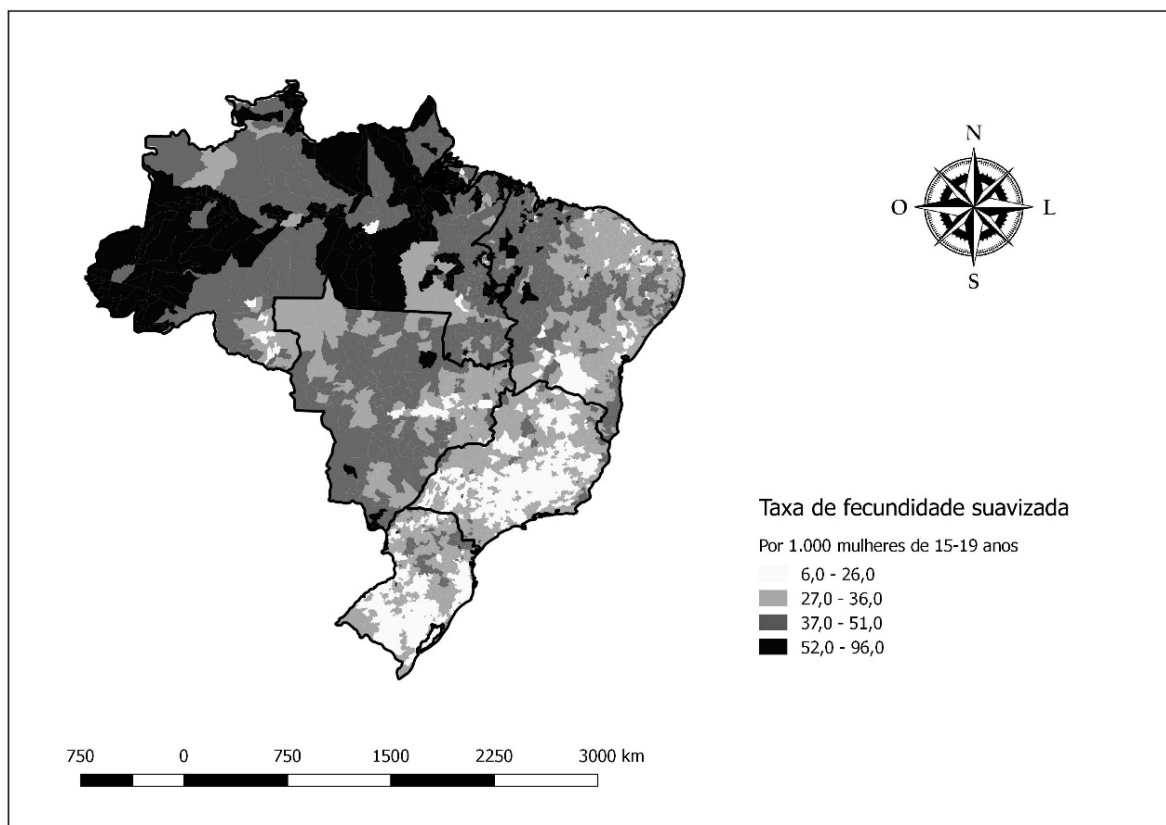 N
O
L
S
Taxa de fecundidade suavizada
Por 1.000 mulheres de 15-19 anos
6,0 - 26,0
27,0 - 36,0
37,0 - 51,0
52,0 - 96,0
750 0 750 1500 2250 3000 km